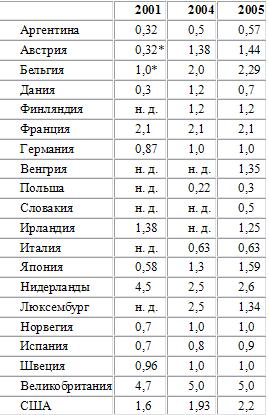 2001 2004 2005
Аргентина 0,32 0,5 0,57
Австрия 0,32* 1,38 1,44
Бельгия 1,0* 2,0 2,29
Дания 0,3 1,2 0,7
Финляндия н. д. 1,2 1,2
Франция 2,1 2,1 2,1
Германия 0,87 1,0 1,0
Венгрия н. д. н. д. 1,35
Польша н. д. 0,22 0,3
Словакия н. д. н. д. 0,5
Ирландия 1,38 н. д. 1,25
Италия н. д. 0,63 0,63
Япония 0,58 1,3 1,59
Нидерланды 4,5 2,5 2,6
Люксембург н. д. 2,5 1,34
Норвегия 0,7 1,0 1,0
Испания 0,7 0,8 0,9
Швеция 0,96 1,0 1,0
Великобритания 4,7 5,0 5,0
США 1,6 1,93 2,2